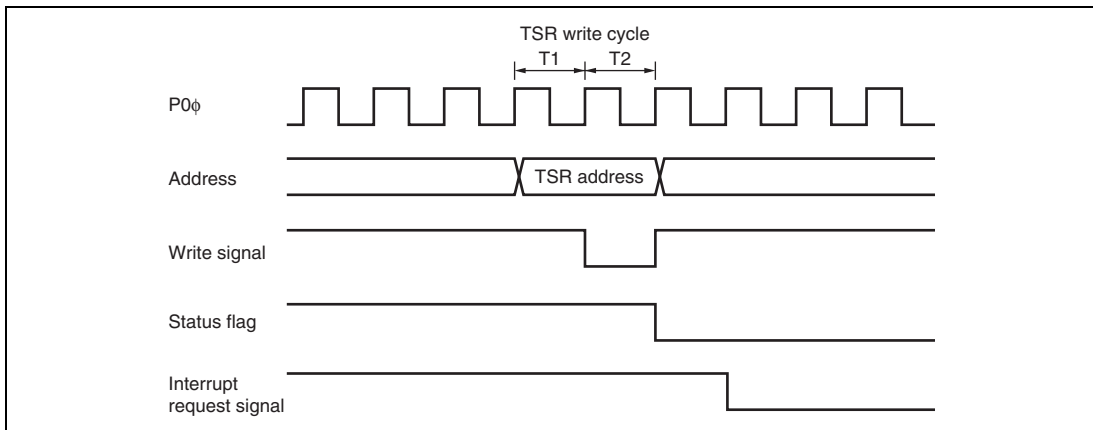 TSR write cycle
T1 T2
P0ϕ
Address
TSR address
Write signal
Status flag
Interrupt
request signal